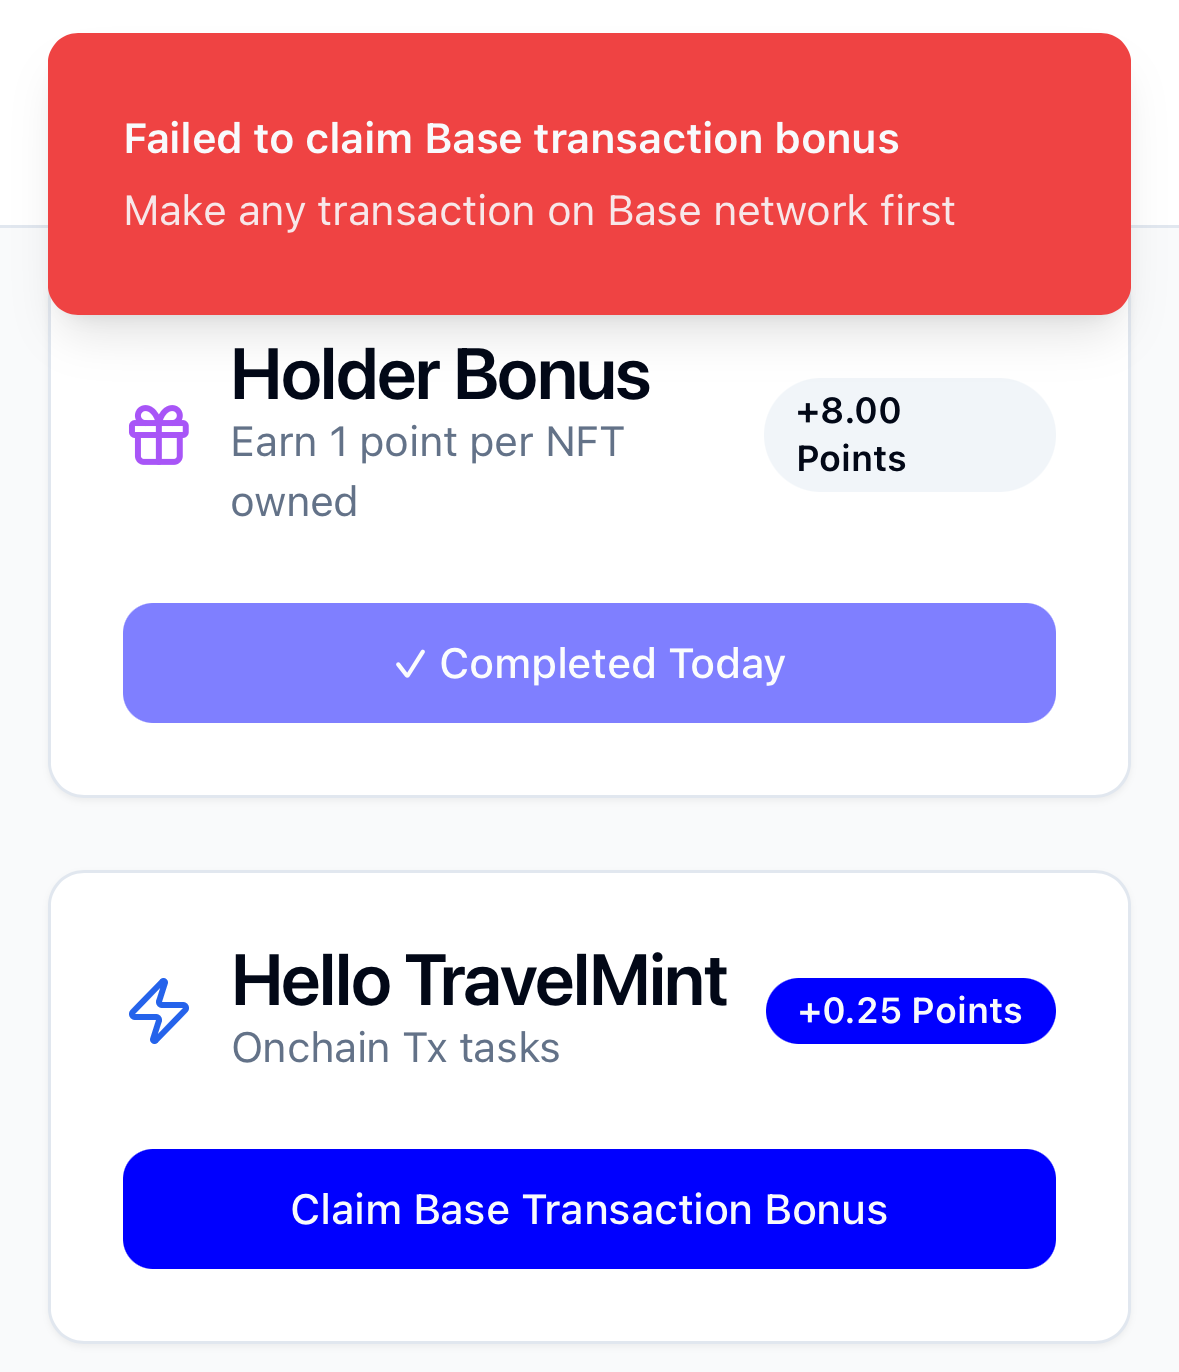 Failed to claim Base transaction bonus
Make any transaction on Base network first
Holder Bonus
Earn 1 point per NFT
owned
+8.00
Points
✓ Completed Today
Hello TravelMint
Onchain Tx tasks
+0.25 Points
Claim Base Transaction Bonus